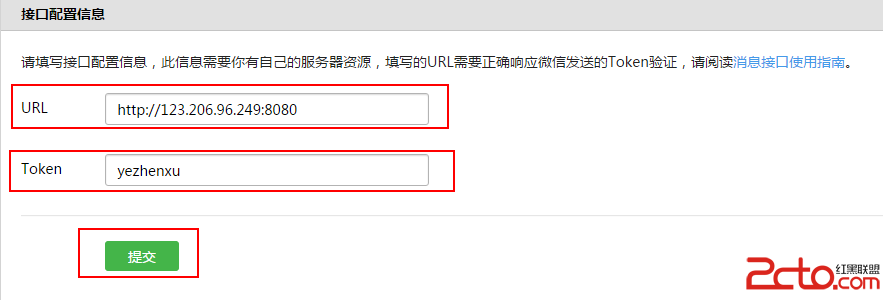 接口配置信息
请填写接口配置信息，此信息需要你有自己的服务器资源，填写的URL需要正确响应微信发送的Token验证，请阅读消息接口使用指南。
URL http://123.206.96.249:8080
Token yezhenxu
提交
2cto.com 红黑联盟